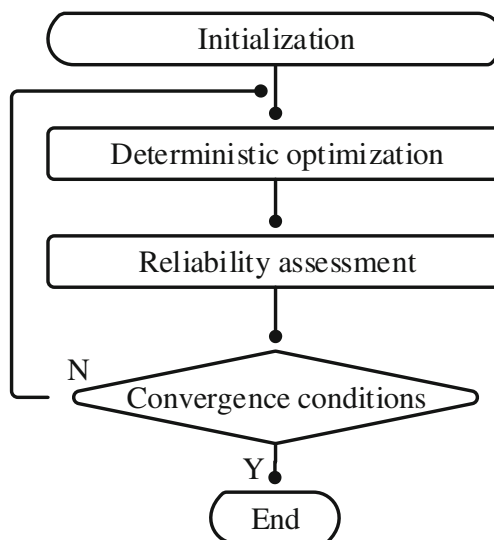 Initialization
Deterministic optimization
Reliability assessment
N
Convergence conditions
Y
End